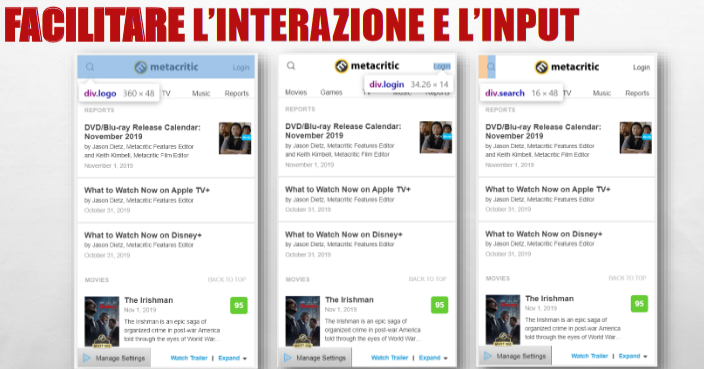 FACILITARE L'INTERAZIONE E L'INPUT
metacritic
Login
div.logo 360 × 48
TV
Music
Reports
REPORTS
DVD/Blu-ray Release Calendar:
November 2019
by Jason Dietz, Metacritic Features Editor
and Keith Kimbell, Metacritic Film Editor
November 1, 2019
What to Watch Now on Apple TV+
by Jason Dietz, Metacritic Features Editor
October 31, 2019
What to Watch Now on Disney+
by Jason Dietz, Metacritic Features Editor
October 31, 2019
MOVIES
BACK TO TOP
The Irishman
Nov 1, 2019
95
The Irishman is an epic saga of
organized crime in post-war America
told through the eyes of World War...
Manage Settings
Watch Trailer | Expand
metacritic
Login
div.login 34.26 × 14
Movies
Games
TV
Music
Reports
REPORTS
DVD/Blu-ray Release Calendar:
November 2019
by Jason Dietz, Metacritic Features Editor
and Keith Kimbell, Metacritic Film Editor
November 1, 2019
What to Watch Now on Apple TV+
by Jason Dietz, Metacritic Features Editor
October 31, 2019
What to Watch Now on Disney+
by Jason Dietz, Metacritic Features Editor
October 31, 2019
MOVIES
BACK TO TOP
The Irishman
Nov 1, 2019
95
The Irishman is an epic saga of
organized crime in post-war America
told through the eyes of World War...
Manage Settings
Watch Trailer | Expand
metacritic
Login
div.search 16 × 48
TV
Music
Reports
REPORTS
DVD/Blu-ray Release Calendar:
November 2019
by Jason Dietz, Metacritic Features Editor
and Keith Kimbell, Metacritic Film Editor
November 1, 2019
What to Watch Now on Apple TV+
by Jason Dietz, Metacritic Features Editor
October 31, 2019
What to Watch Now on Disney+
by Jason Dietz, Metacritic Features Editor
October 31, 2019
MOVIES
BACK TO TOP
The Irishman
Nov 1, 2019
95
The Irishman is an epic saga of
organized crime in post-war America
told through the eyes of World War...
Manage Settings
Watch Trailer | Expand